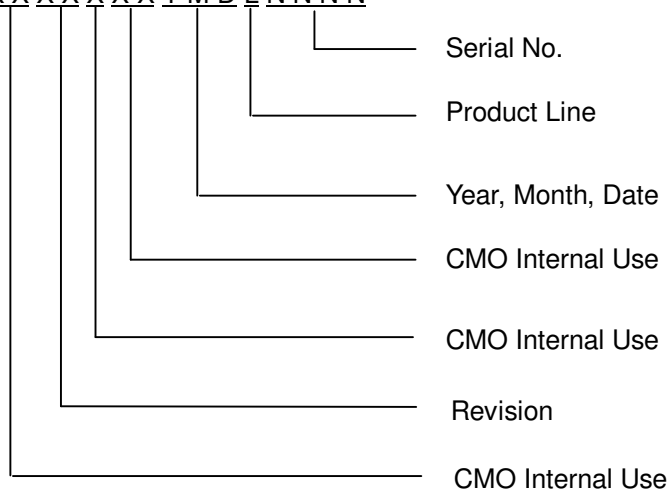 X X X X X X X Y M D L N N N N
Serial No.
Product Line
Year, Month, Date
CMO Internal Use
CMO Internal Use
Revision
CMO Internal Use